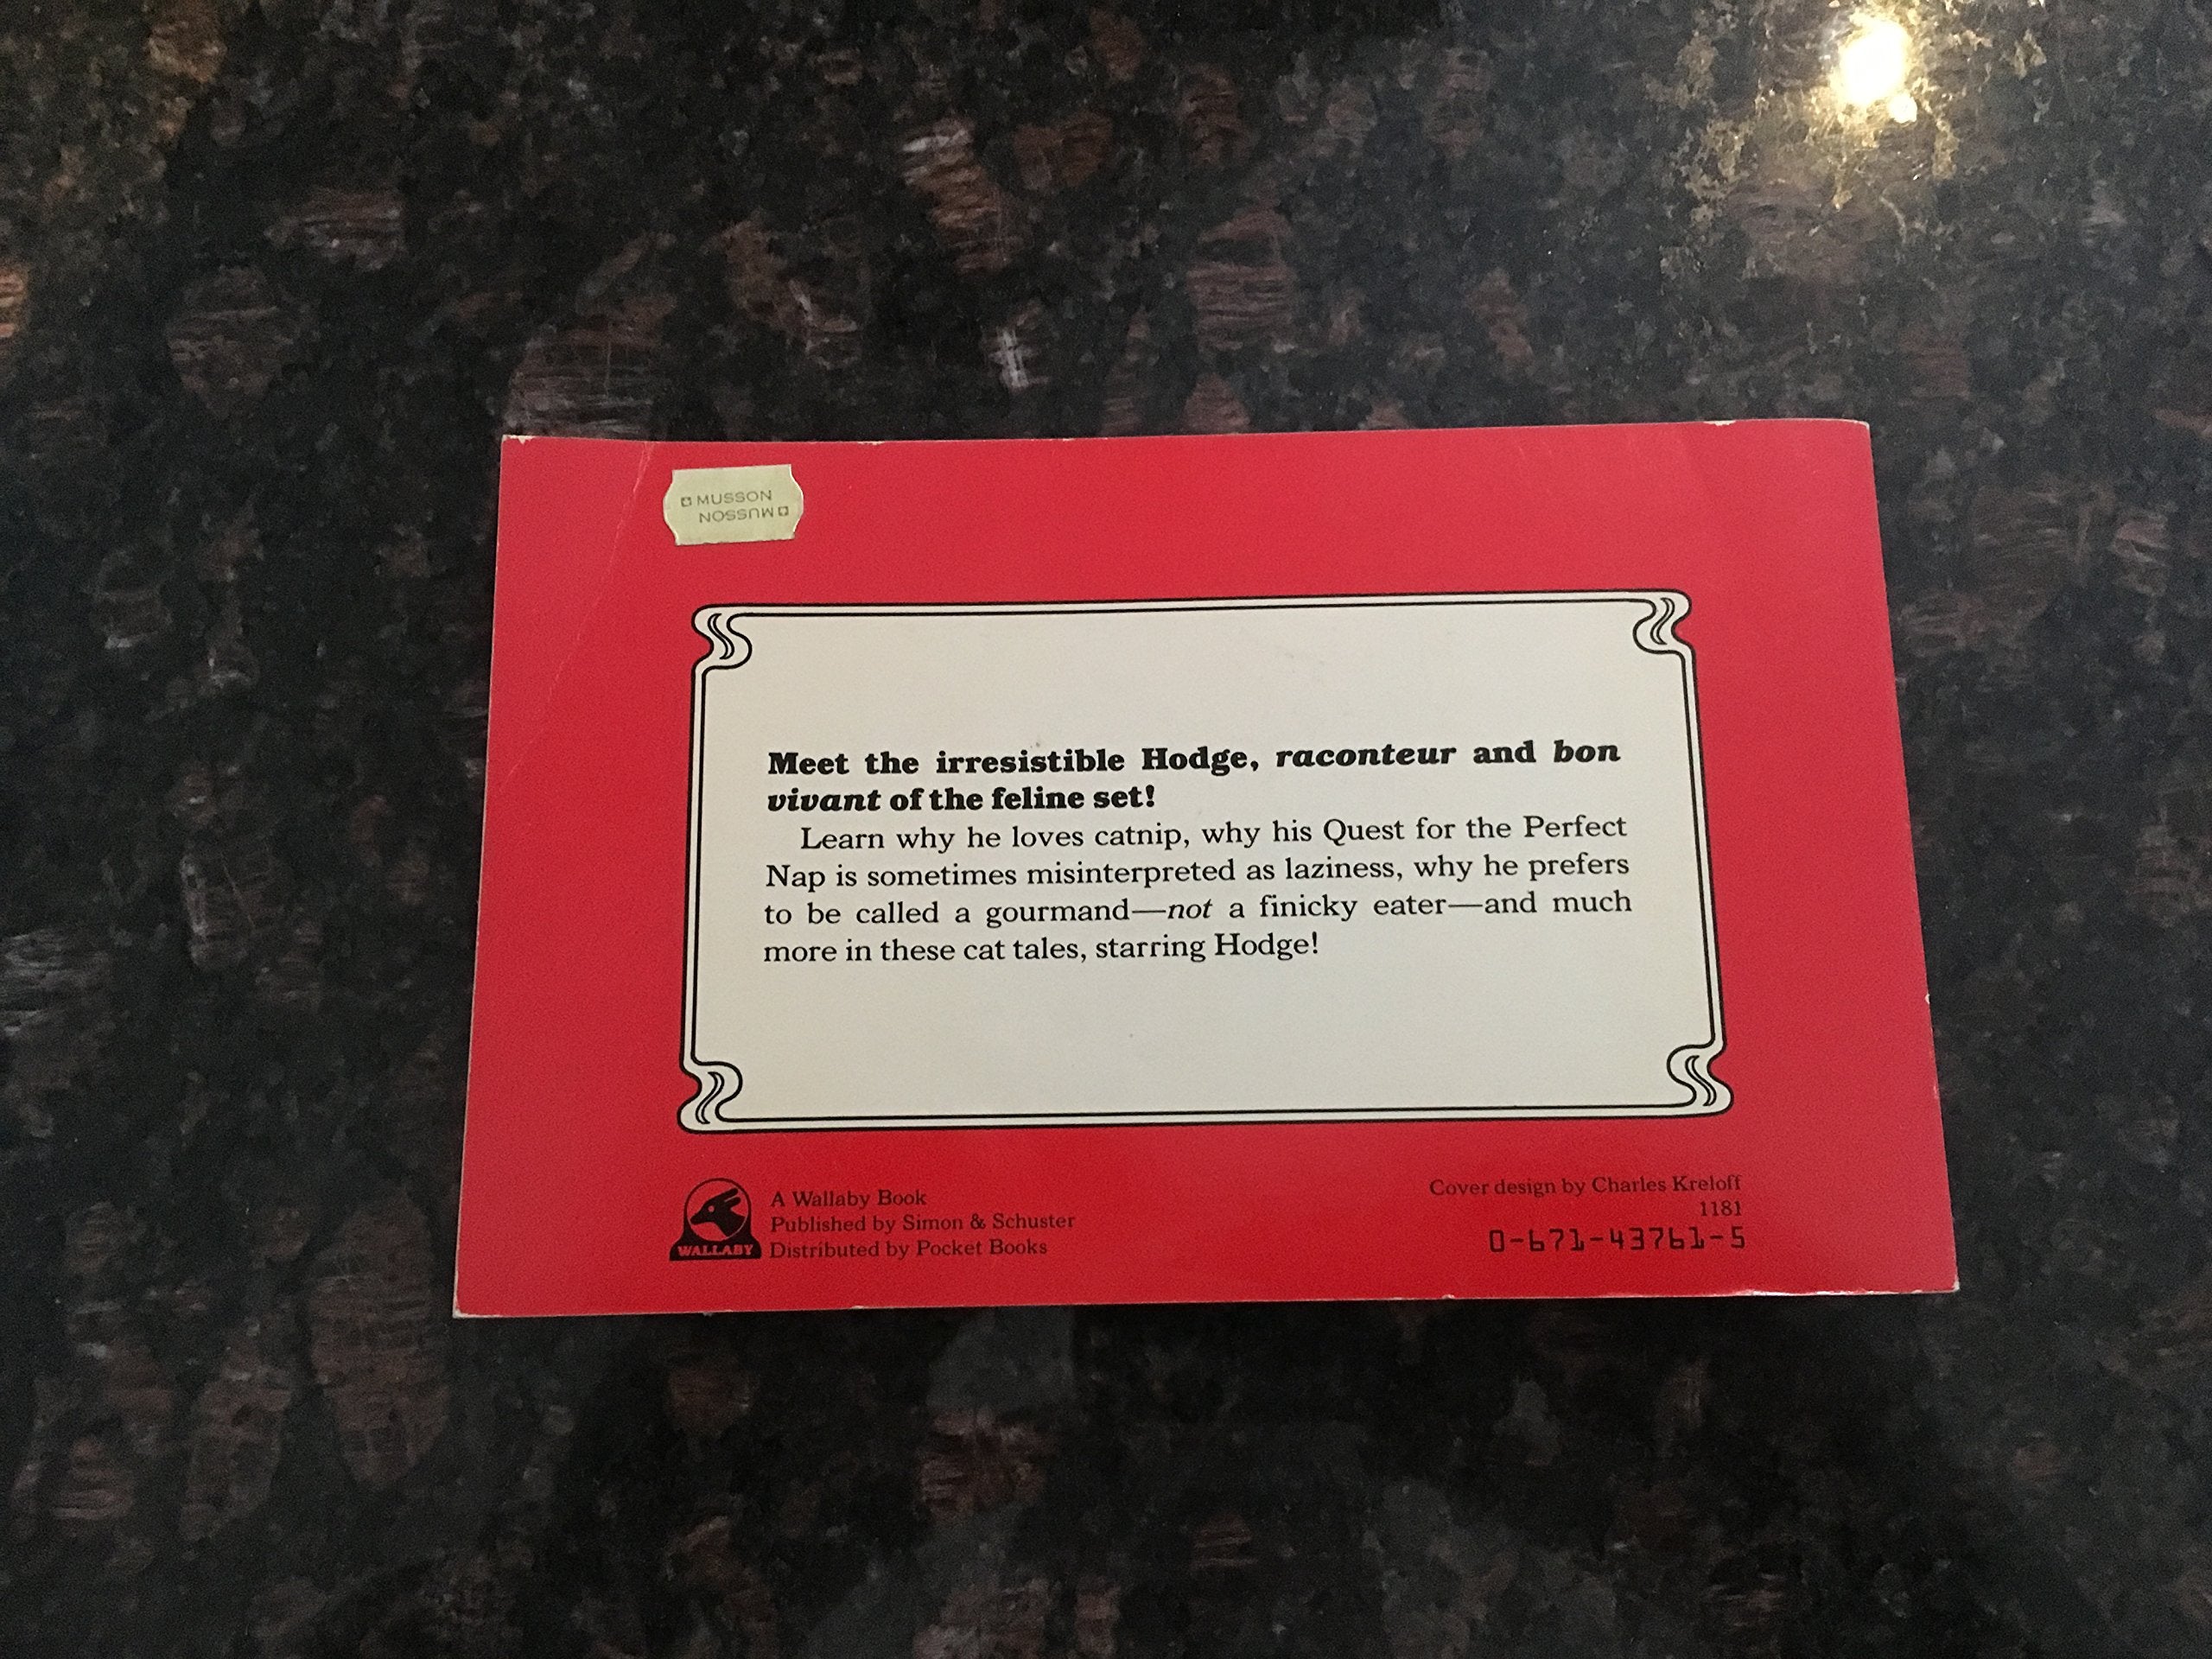 MUSSON
MUSSON
Meet the irresistible Hodge, raconteur and bon
vivant of the feline set!
Learn why he loves catnip, why his Quest for the Perfect
Nap is sometimes misinterpreted as laziness, why he prefers
to be called a gourmand—not a finicky eater—and much
more in these cat tales, starring Hodge!
WALLABY
A Wallaby Book
Published by Simon & Schuster
Distributed by Pocket Books
Cover design by Charles Kreloff
1181
0-671-43761-5